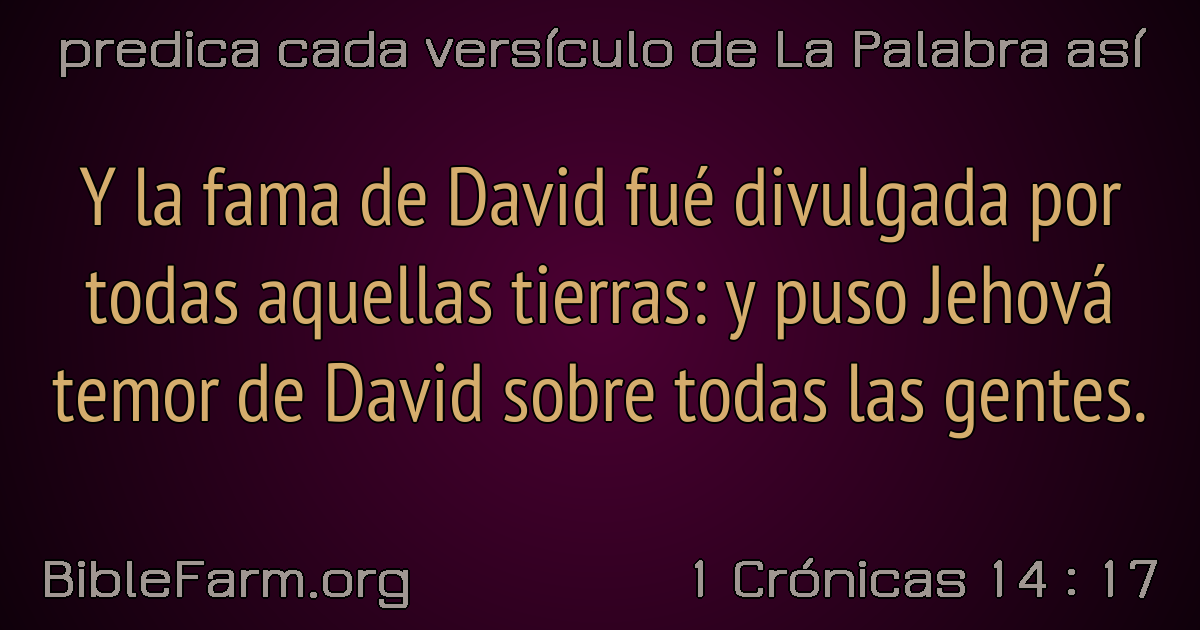 predica cada versículo de La Palabra así
Y la fama de David fué divulgada por
todas aquellas tierras: y puso Jehová
temor de David sobre todas las gentes.
BibleFarm.org
1 Crónicas 14 : 17